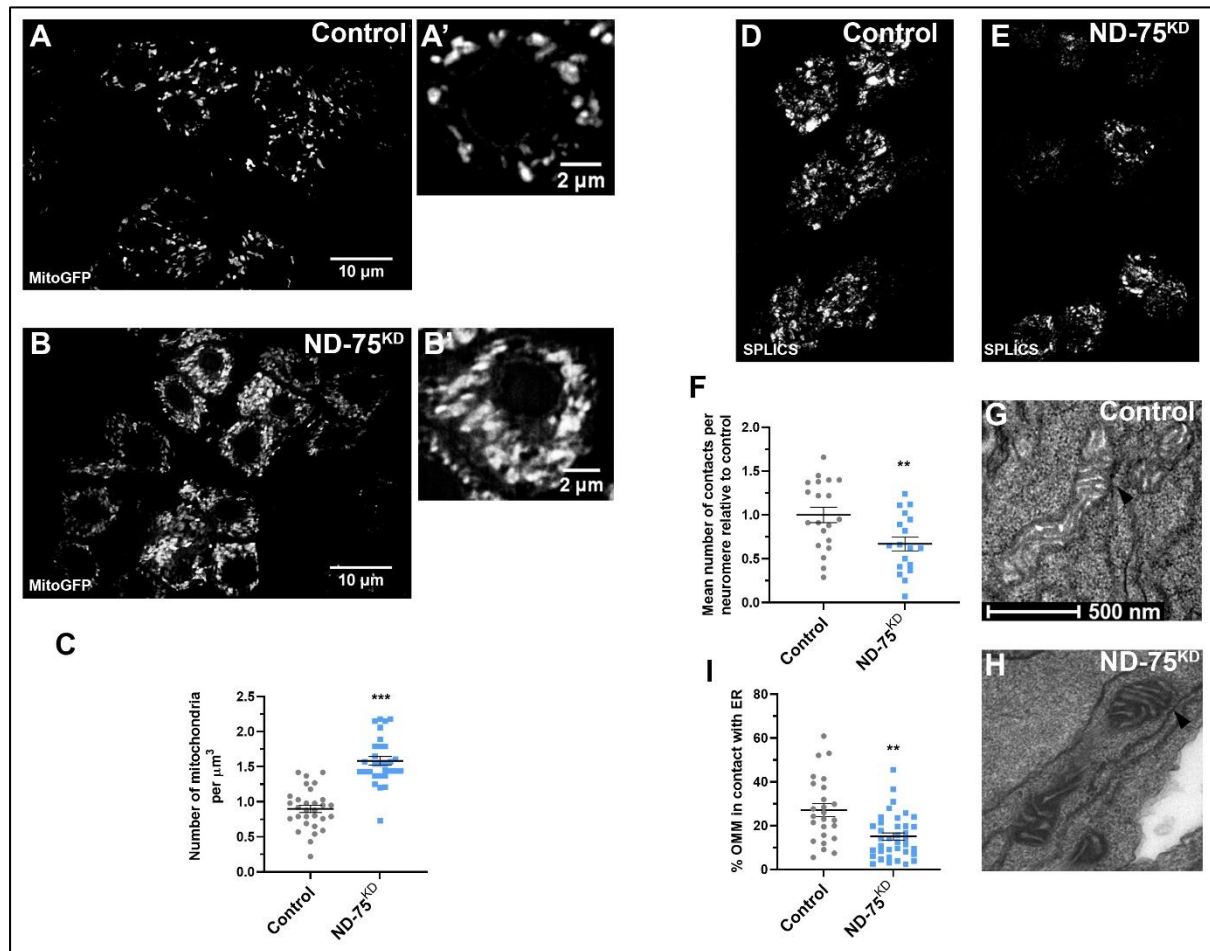 A
Control
MitoGFP
10 µm
A'
2 µm
B
ND-75ᴷᴰ
MitoGFP
10 µm
B'
2 µm
C
Number of mitochondria
per µm³
2.5
2.0
1.5
1.0
0.5
0.0
***
Control
ND-75ᴷᴰ
D
Control
SPLICS
E
ND-75ᴷᴰ
SPLICS
F
Mean number of contacts per
neuromere relative to control
2.0
1.5
1.0
0.5
0.0
**
Control
ND-75ᴷᴰ
G
Control
500 nm
H
ND-75ᴷᴰ
I
% OMM in contact with ER
80
60
40
20
0
**
Control
ND-75ᴷᴰ